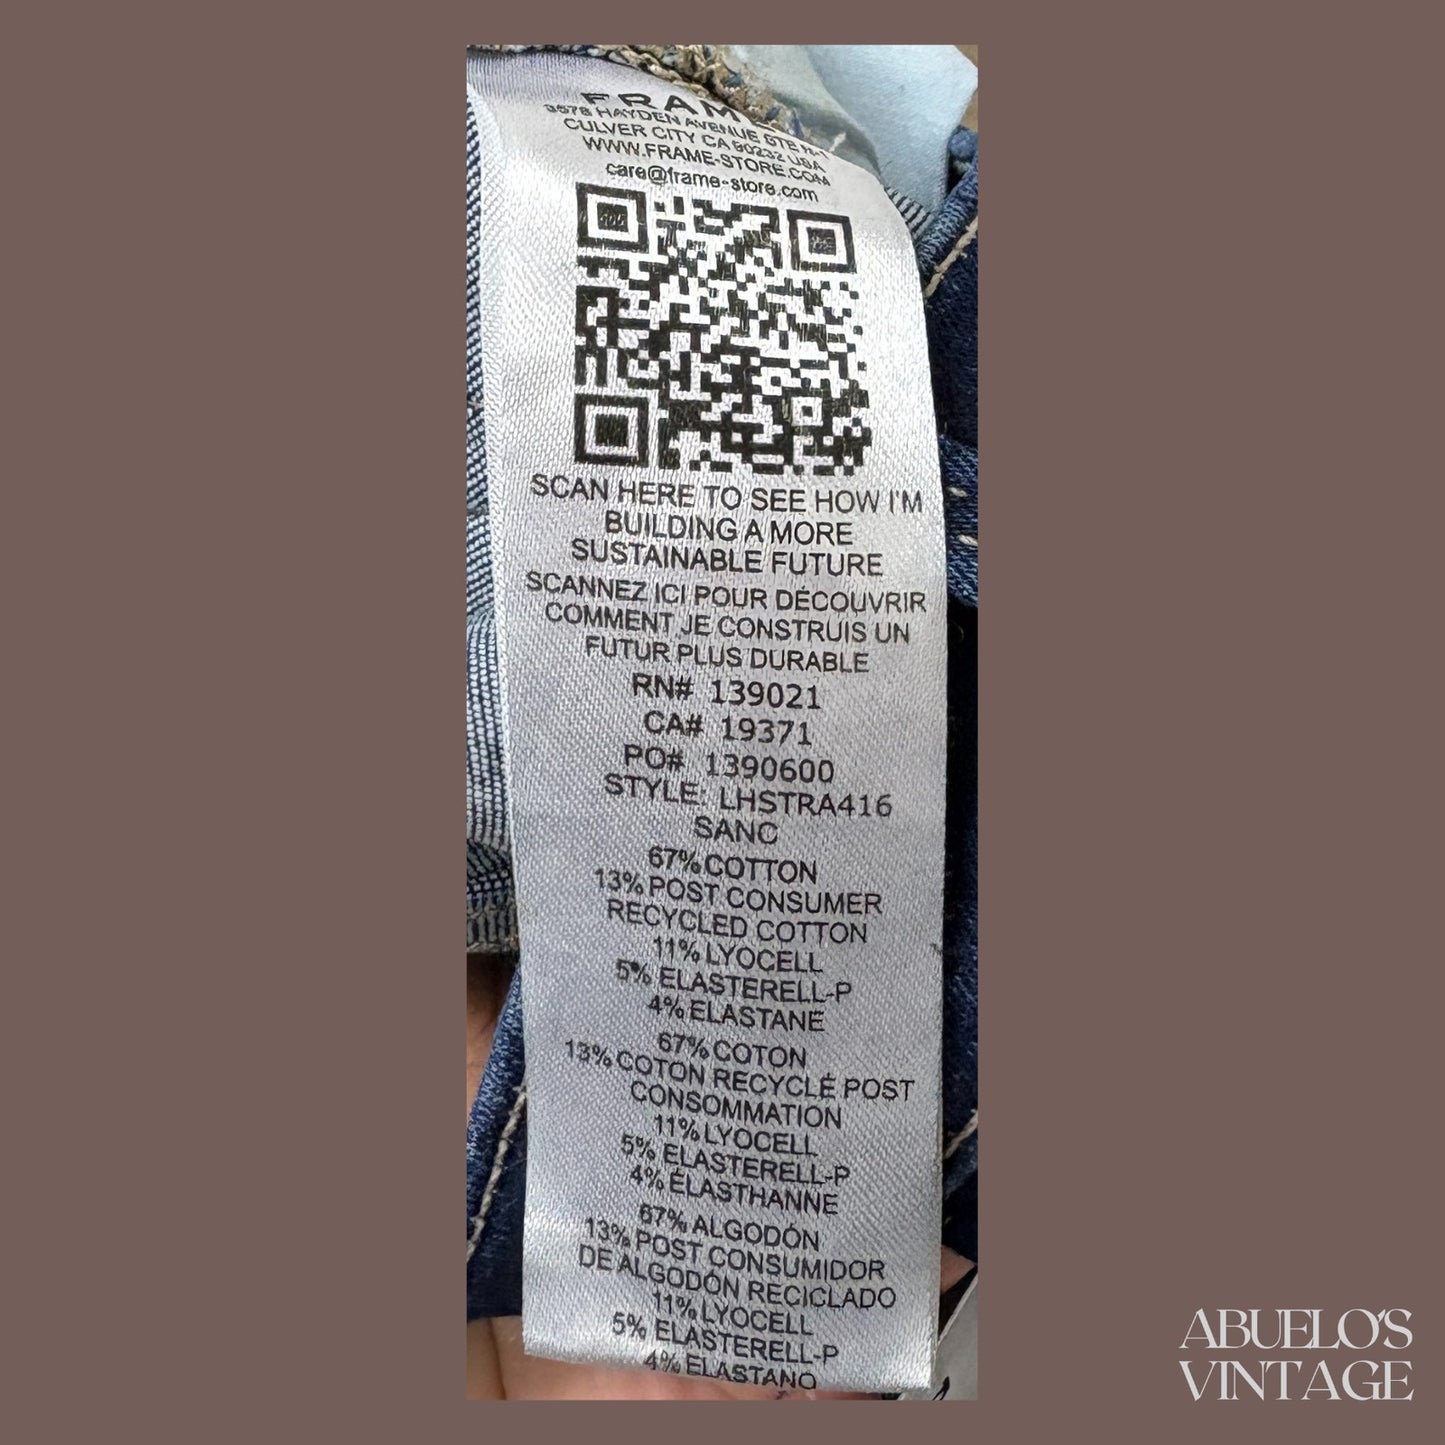 FRAME
3578 HAYDEN AVENUE STE N-1
CULVER CITY CA 90232 USA
WWW.FRAME-STORE.COM
care@frame-store.com
SCAN HERE TO SEE HOW I'M
BUILDING A MORE
SUSTAINABLE FUTURE
SCANNEZ ICI POUR DÉCOUVRIR
COMMENT JE CONSTRUIS UN
FUTUR PLUS DURABLE
RN# 139021
CA# 19371
PO# 1390600
STYLE: LHSTRA416
SANC
67% COTTON
13% POST CONSUMER
RECYCLED COTTON
11% LYOCELL
5% ELASTERELL-P
4% ELASTANE
67% COTON
13% COTON RECYCLÉ POST
CONSOMMATION
11% LYOCELL
5% ELASTERELL-P
4% ÉLASTHANNE
67% ALGODÓN
13% POST CONSUMIDOR
DE ALGODÓN RECICLADO
11% LYOCELL
5% ELASTERELL-P
4% ELASTANO
ABUELO'S
VINTAGE